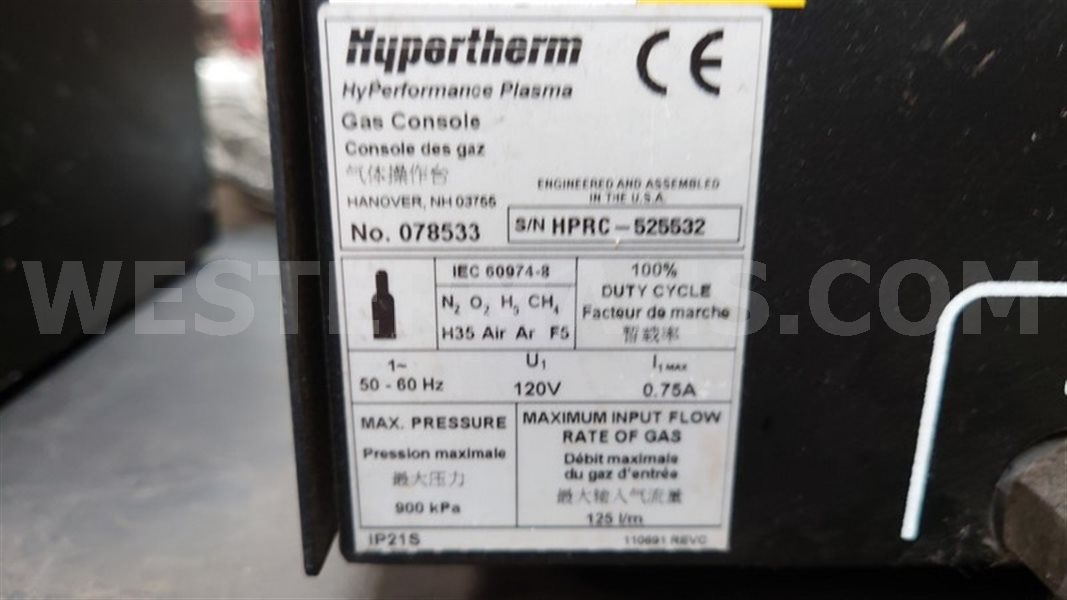 Hypertherm
CE
HyPerformance Plasma
Gas Console
Console des gaz
气体操作台
ENGINEERED AND ASSEMBLED
IN THE U.S.A.
HANOVER, NH 03755
No. 078533
S/N HPRC-525532
IEC 60974-8
N₂ O₂ H₅ CH₄
H35 Air Ar F5
100%
DUTY CYCLE
Facteur de marche
暂载率
1~
50 - 60 Hz
U₁
120V
I₁ MAX
0.75A
MAX. PRESSURE
Pression maximale
最大压力
900 kPa
MAXIMUM INPUT FLOW
RATE OF GAS
Débit maximale
du gaz d'entrée
最大输入气流量
125 l/m
IP21S
110691 REVC